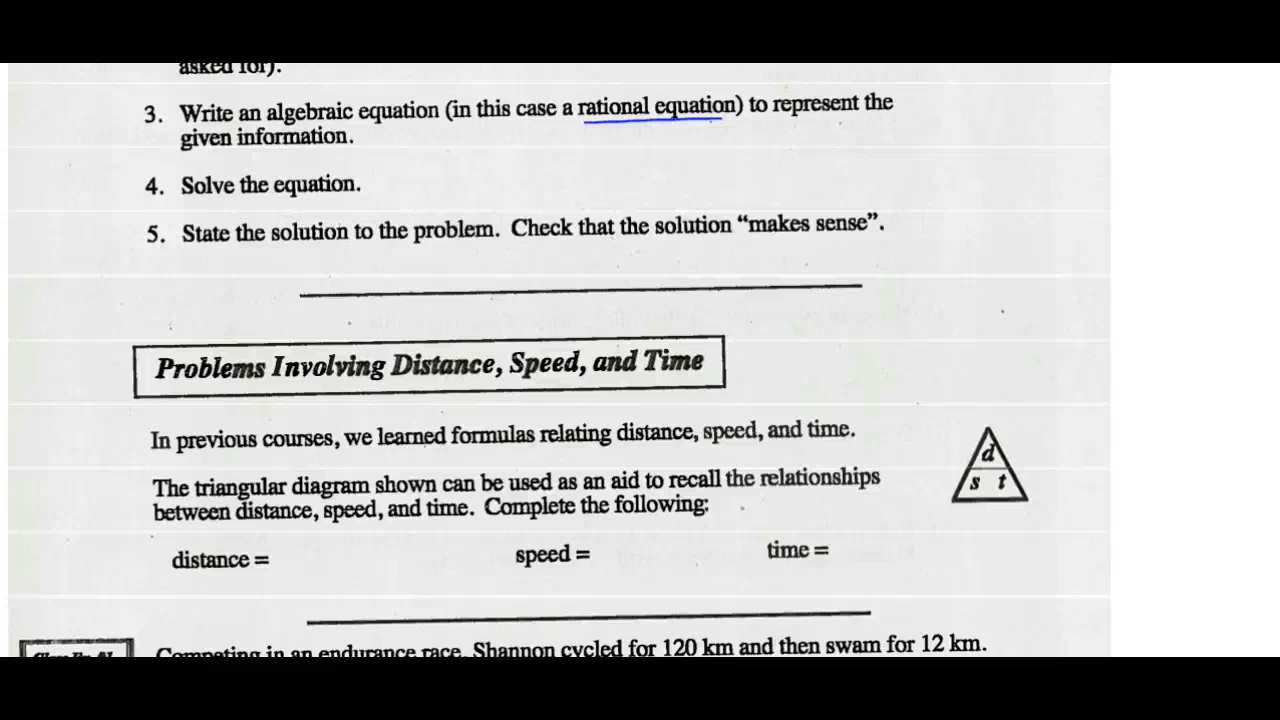 asked for).
3. Write an algebraic equation (in this case a rational equation) to represent the
given information.
4. Solve the equation.
5. State the solution to the problem. Check that the solution “makes sense”.
Problems Involving Distance, Speed, and Time
In previous courses, we learned formulas relating distance, speed, and time.
The triangular diagram shown can be used as an aid to recall the relationships
between distance, speed, and time. Complete the following:
d
s t
distance = speed = time =
Competing in an endurance race, Shannon cycled for 120 km and then swam for 12 km.